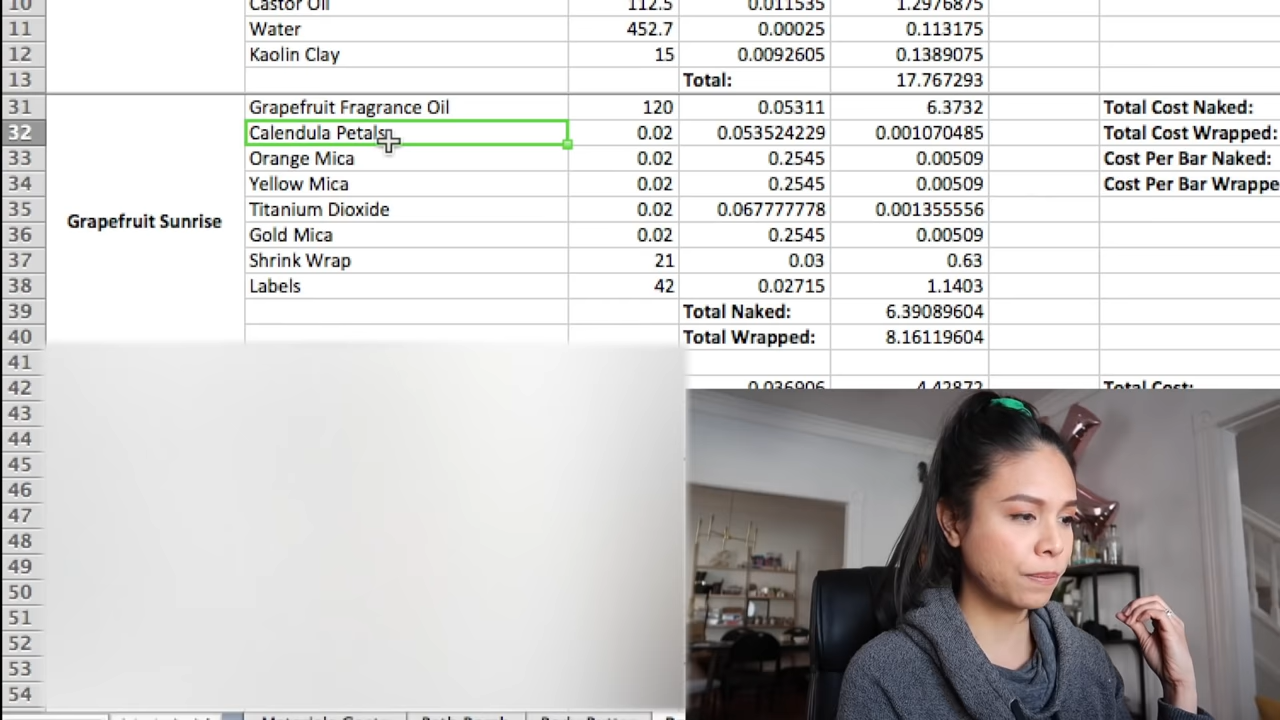 10 Castor Oil 112.5 0.011535 1.2976875
11 Water 452.7 0.00025 0.113175
12 Kaolin Clay 15 0.0092605 0.1389075
13 Total: 17.767293
31 Grapefruit Fragrance Oil 120 0.05311 6.3732 Total Cost Naked:
32 Calendula Petals 0.02 0.053524229 0.001070485 Total Cost Wrapped:
33 Orange Mica 0.02 0.2545 0.00509 Cost Per Bar Naked:
34 Yellow Mica 0.02 0.2545 0.00509 Cost Per Bar Wrappe
35 Titanium Dioxide 0.02 0.067777778 0.001355556
Grapefruit Sunrise
36 Gold Mica 0.02 0.2545 0.00509
37 Shrink Wrap 21 0.03 0.63
38 Labels 42 0.02715 1.1403
39 Total Naked: 6.39089604
40 Total Wrapped: 8.16119604
41
42 0.036906 4.42872 Total Cost:
43
44
45
46
47
48
49
50
51
52
53
54